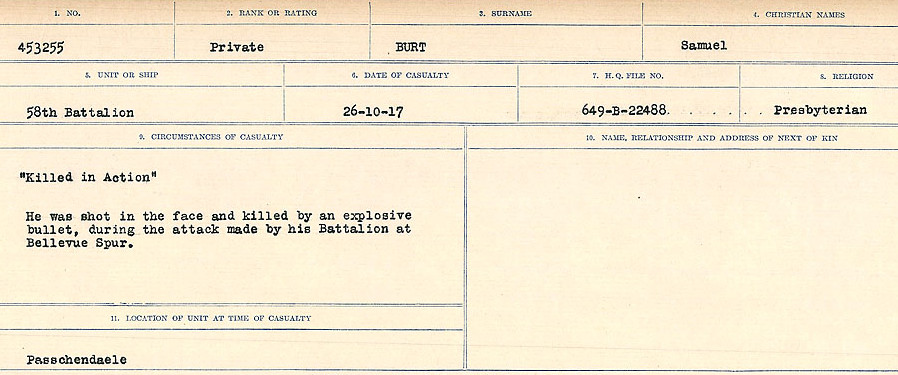 1. NO. 2. RANK OR RATING 3. SURNAME 4. CHRISTIAN NAMES
453255 Private BURT Samuel
5. UNIT OR SHIP 6. DATE OF CASUALTY 7. H.Q. FILE NO. 8. RELIGION
58th Battalion 26-10-17 649-B-22488. . . . . . . . Presbyterian
9. CIRCUMSTANCES OF CASUALTY
"Killed in Action"
He was shot in the face and killed by an explosive
bullet, during the attack made by his Battalion at
Bellevue Spur.
10. NAME, RELATIONSHIP AND ADDRESS OF NEXT OF KIN
11. LOCATION OF UNIT AT TIME OF CASUALTY
Passchendaele